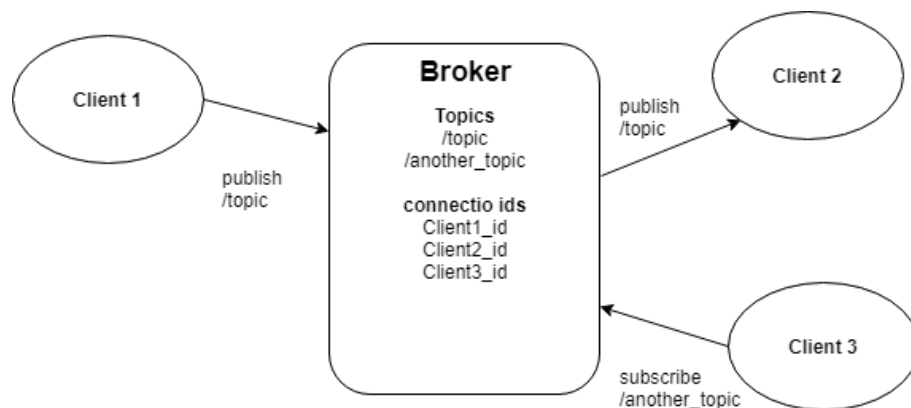 Client 1
publish
/topic
Broker
Topics
/topic
/another_topic
connectio ids
Client1_id
Client2_id
Client3_id
publish
/topic
Client 2
Client 3
subscribe
/another_topic